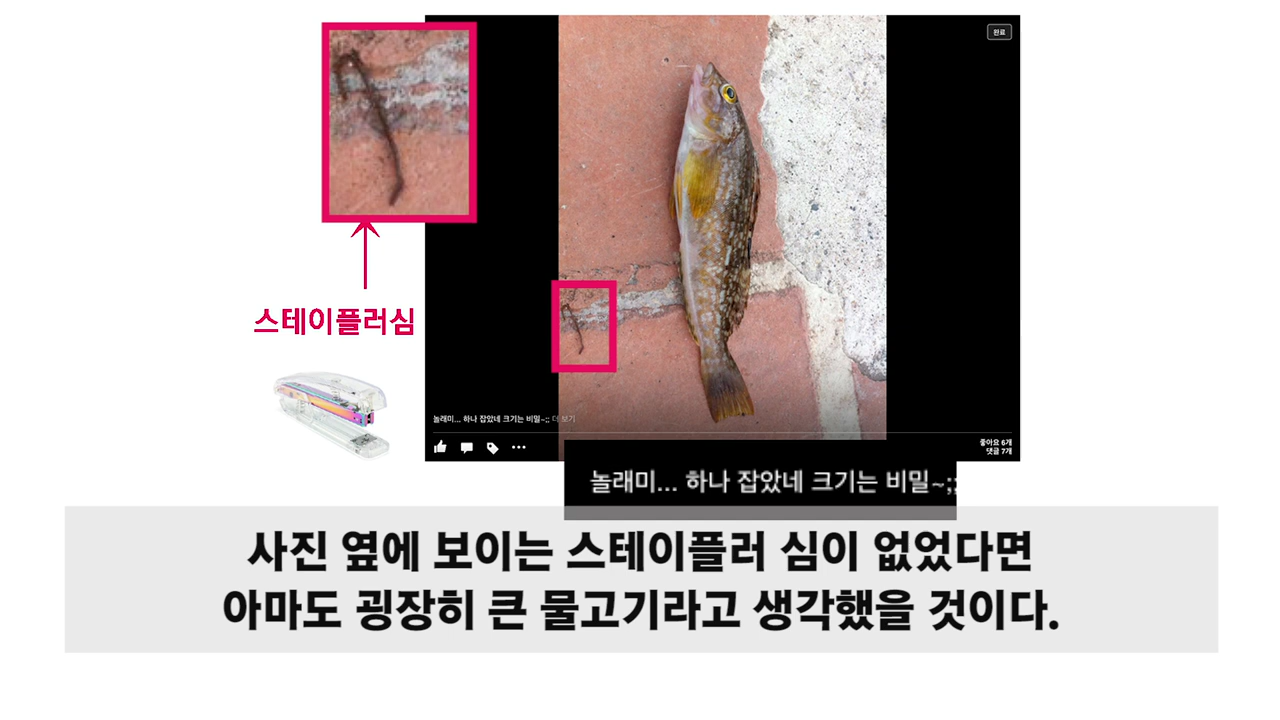 완료
스테이플러심
놀래미... 하나 잡았네 크기는 비밀~;; 더 보기
좋아요 6개
댓글 7개
놀래미... 하나 잡았네 크기는 비밀~;;
사진 옆에 보이는 스테이플러 심이 없었다면
아마도 굉장히 큰 물고기라고 생각했을 것이다.